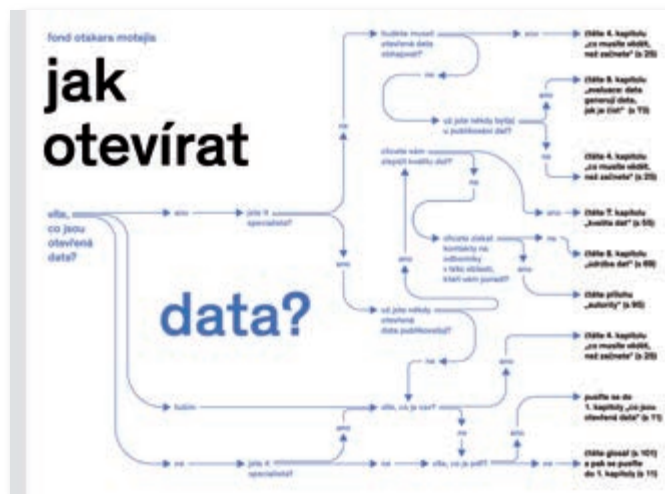 fond otakara motejla
jak
otevírat
data?
víte,
co jsou
otevřená
data?
ano
jste it
specialista?
ne
budete muset
otevřená data
obhajovat?
ano
čtěte 4. kapitolu
„co musíte vědět,
než začnete“ (s 25)
ne
už jste někdy byl(a)
u publikování dat?
ano
čtěte 9. kapitolu
„evaluace: data
generují data,
jak je číst“ (s 73)
ne
čtěte 4. kapitolu
„co musíte vědět,
než začnete“ (s 25)
ano
už jste někdy
otevřená
data publikoval(a)?
ano
chcete
zlepšit kvalitu dat?
ano
čtěte 7. kapitolu
„kvalita dat“ (s 55)
ne
chcete získat
kontakty na
odborníky
v této oblasti,
kteří vám poradí?
ne
čtěte 8. kapitolu
„údržba dat“ (s 69)
ano
čtěte přílohu
„autority“ (s 95)
ne
tuším
víte, co je csv?
ano
čtěte 4. kapitolu
„co musíte vědět,
než začnete“ (s 25)
ne
ne
jste it
specialista?
ano
ne
víte, co je pdf?
ano
pusťte se do
1. kapitoly „co jsou
otevřená data“ (s 11)
ne
čtěte glosář (s 101)
a pak se pusťte
do 1. kapitoly (s 11)